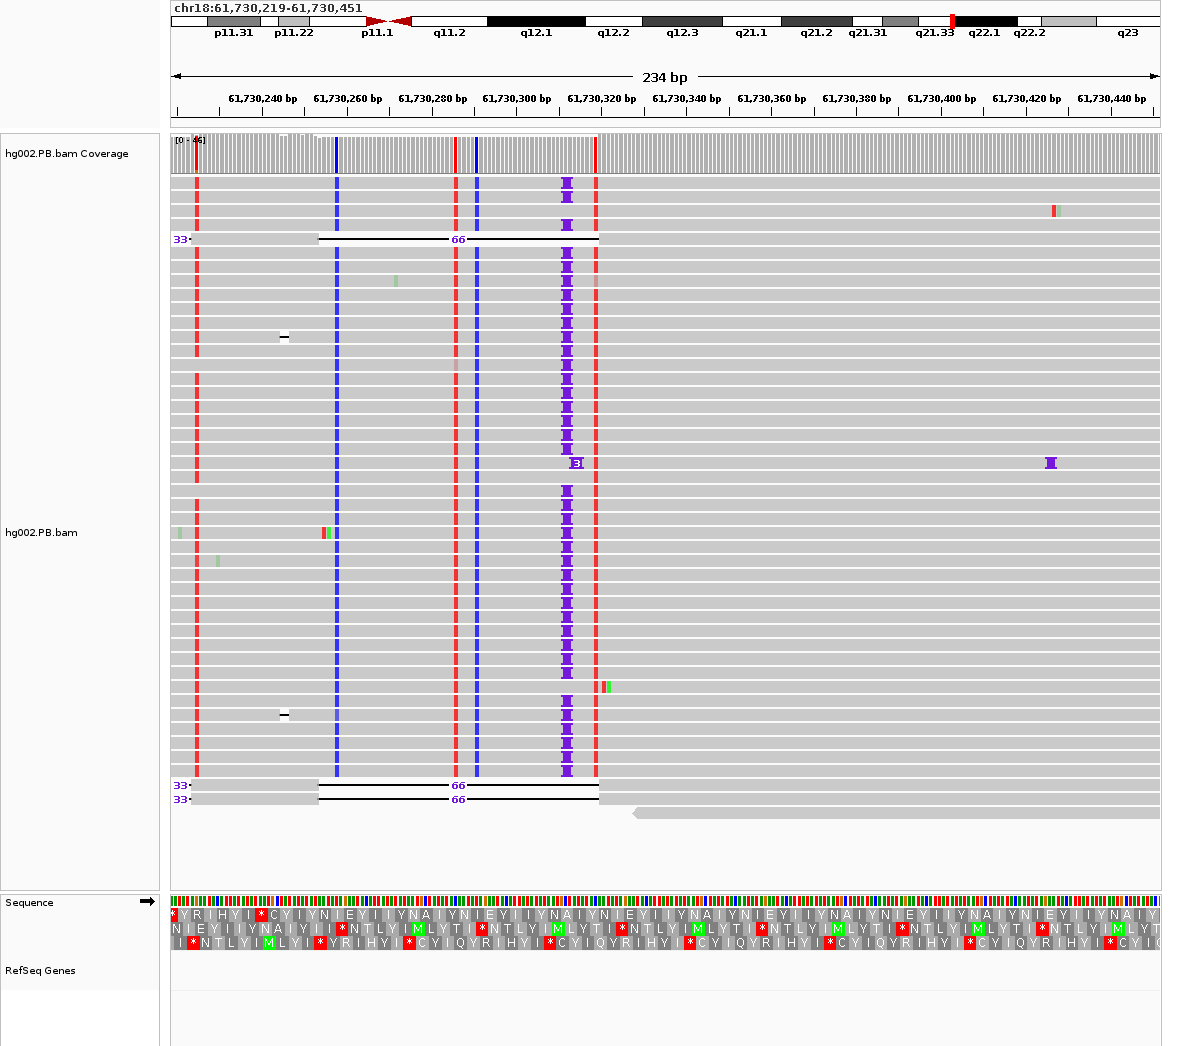 chr18:61,730,219-61,730,451
p11.31 p11.22 p11.1 q11.2 q12.1 q12.2 q12.3 q21.1 q21.2 q21.31 q21.33 q22.1 q22.2 q23
234 bp
61,730,240 bp 61,730,260 bp 61,730,280 bp 61,730,300 bp 61,730,320 bp 61,730,340 bp 61,730,360 bp 61,730,380 bp 61,730,400 bp 61,730,420 bp 61,730,440 bp
hg002.PB.bam Coverage
[0 - 46]
33 66
3
hg002.PB.bam
33 66
33 66
Sequence
* Y R I H Y I * C Y I Y N I E Y I I Y N A I Y N I E Y I I Y N A I Y N I E Y I I Y N A I Y N I E Y I I Y N A I Y N I E Y I I Y N A I Y N I E Y I I Y N A I Y
N I E Y I I Y N A I Y I I * N T L Y I M L Y T I * N T L Y I M L Y T I * N T L Y I M L Y T I * N T L Y I M L Y T I * N T L Y I M L Y T I * N T L Y I M L Y T
I * N T L Y I M L Y I * Y R I H Y I * C Y I Q Y R I H Y I * C Y I Q Y R I H Y I * C Y I Q Y R I H Y I * C Y I Q Y R I H Y I * C Y I Q Y R I H Y I * C Y I
RefSeq Genes